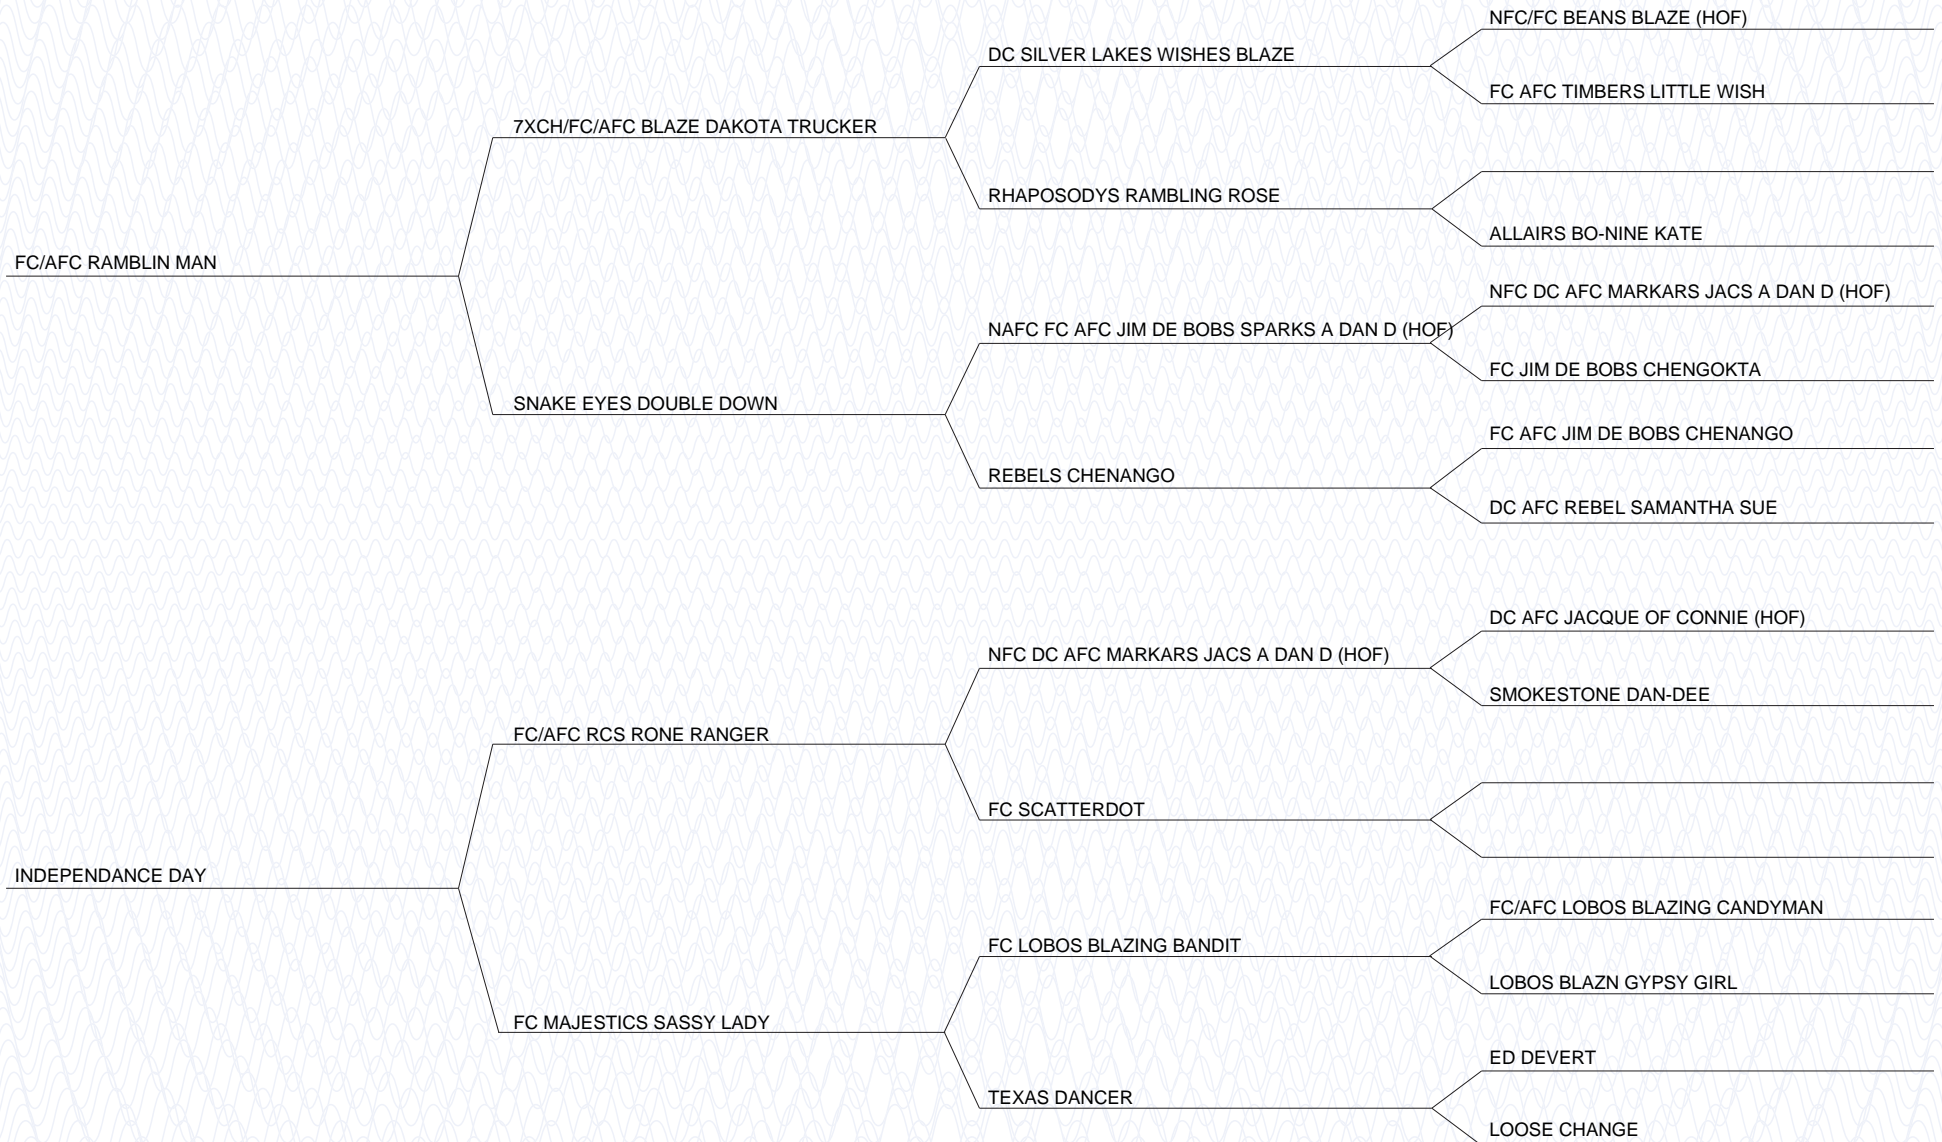 NFC/FC BEANS BLAZE (HOF)
DC SILVER LAKES WISHES BLAZE
FC AFC TIMBERS LITTLE WISH
7XCH/FC/AFC BLAZE DAKOTA TRUCKER
RHAPOSODYS RAMBLING ROSE
ALLAIRS BO-NINE KATE
FC/AFC RAMBLIN MAN
NFC DC AFC MARKARS JACS A DAN D (HOF)
NAFC FC AFC JIM DE BOBS SPARKS A DAN D (HOF)
FC JIM DE BOBS CHENGOKTA
SNAKE EYES DOUBLE DOWN
FC AFC JIM DE BOBS CHENANGO
REBELS CHENANGO
DC AFC REBEL SAMANTHA SUE
DC AFC JACQUE OF CONNIE (HOF)
NFC DC AFC MARKARS JACS A DAN D (HOF)
SMOKESTONE DAN-DEE
FC/AFC RCS RONE RANGER
FC SCATTERDOT
INDEPENDANCE DAY
FC/AFC LOBOS BLAZING CANDYMAN
FC LOBOS BLAZING BANDIT
LOBOS BLAZN GYPSY GIRL
FC MAJESTICS SASSY LADY
ED DEVERT
TEXAS DANCER
LOOSE CHANGE